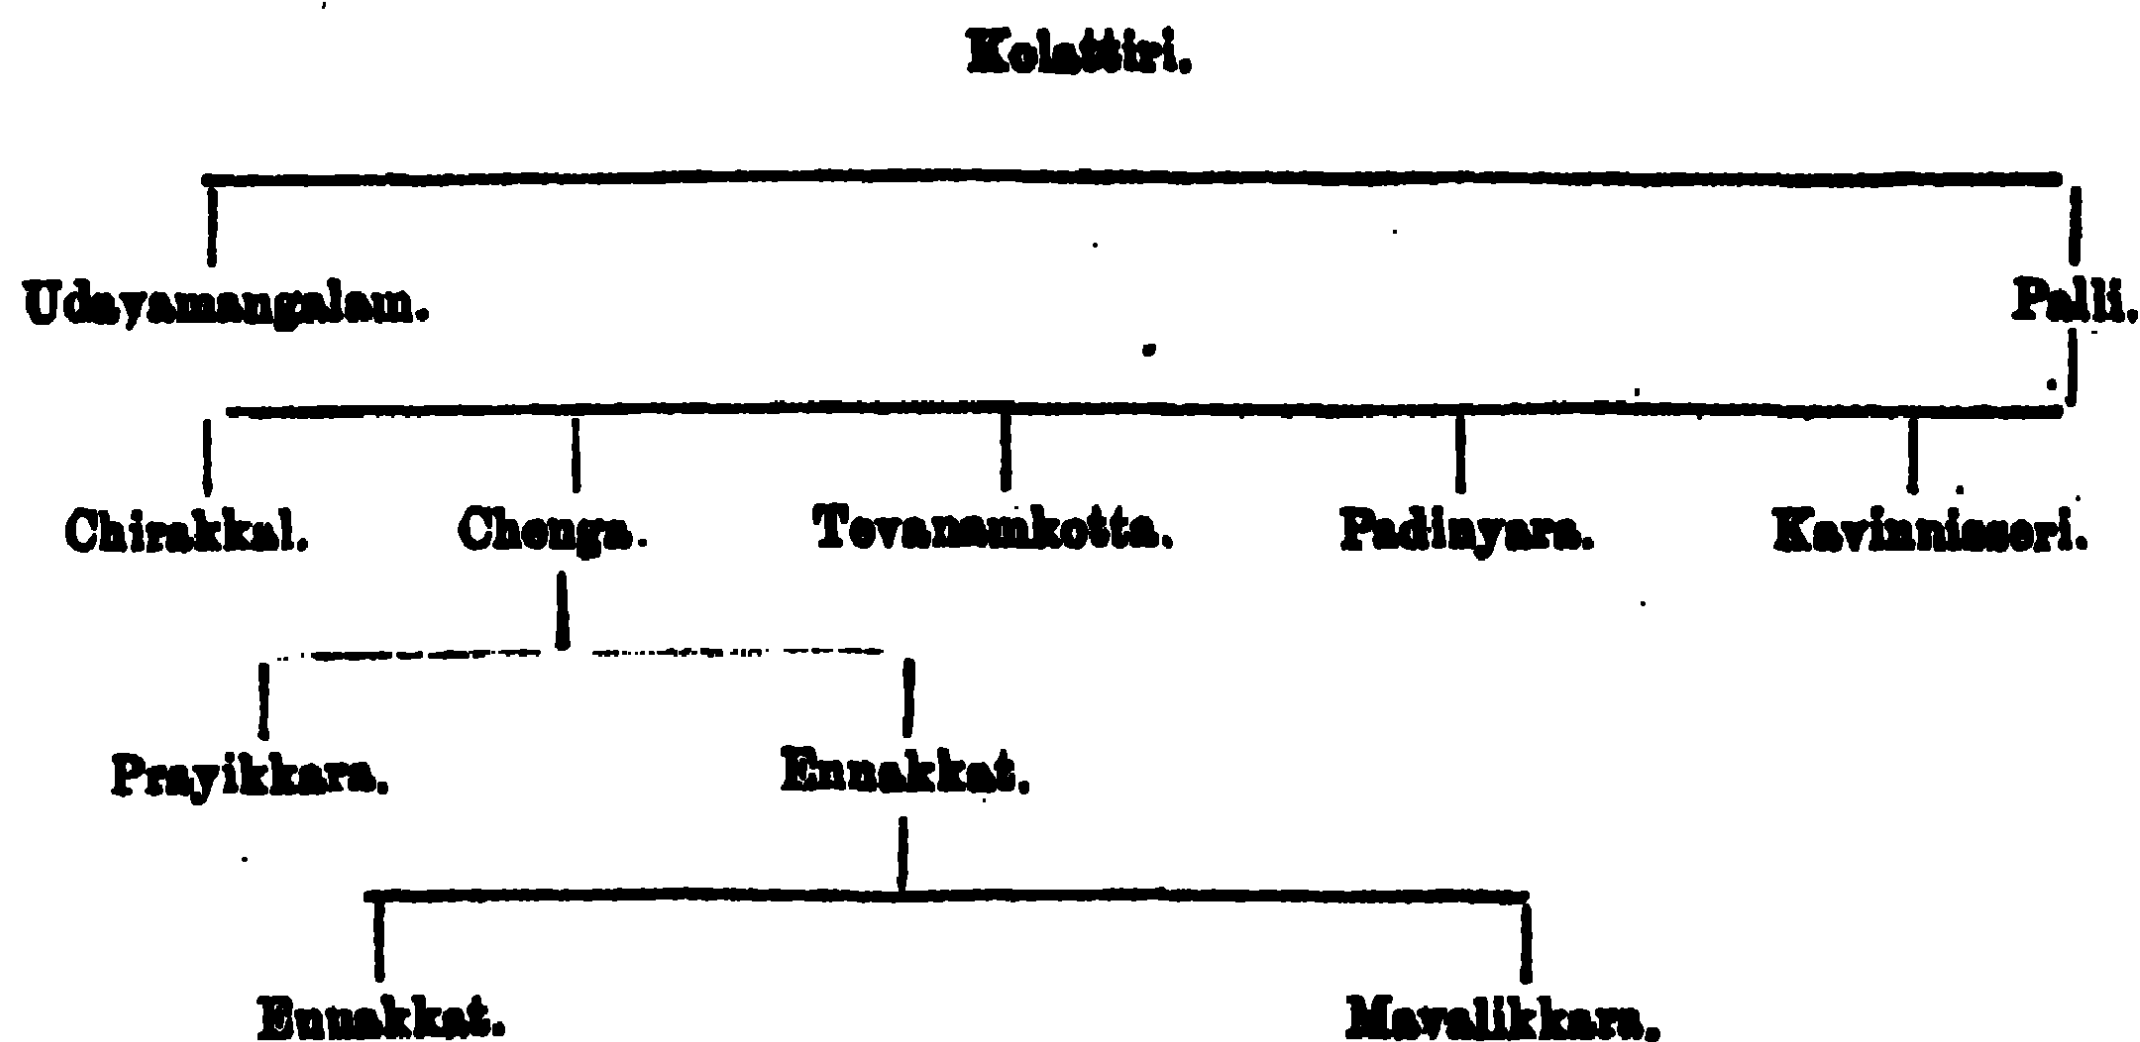 Kolattiri.
Udayamangalam. Palli.
Chirakkal. Chenga. Tevanamkotta. Padinyara. Kavinnisseri.
Prayikkara. Ennakkat.
Ennakkat. Mavalikkara.